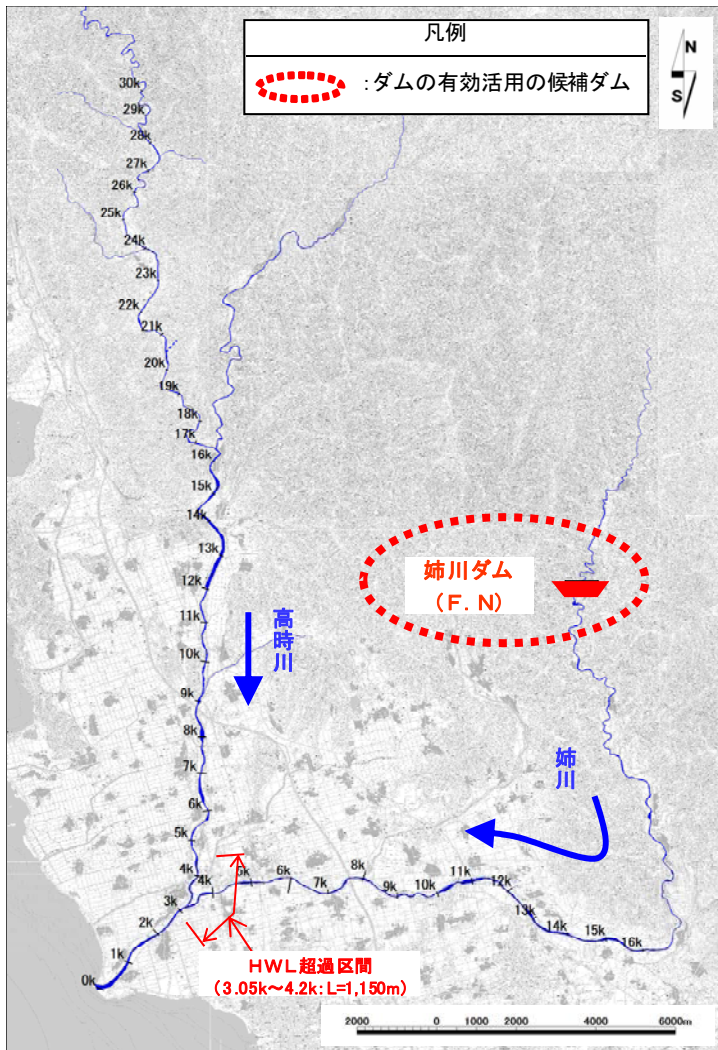 凡例
：ダムの有効活用の候補ダム
N
S
30k
29k
28k
27k
26k
25k
24k
23k
22k
21k
20k
19k
18k
17k
16k
15k
14k
13k
12k
11k
10k
9k
8k
7k
6k
5k
4k
3k
2k
1k
0k
高時川
姉川ダム
（F．N）
姉川
4k
5k
6k
7k
8k
9k
10k
11k
12k
13k
14k
15k
16k
HWL超過区間
（3.05k～4.2k：L=1,150m）
2000 0 2000 4000 6000m